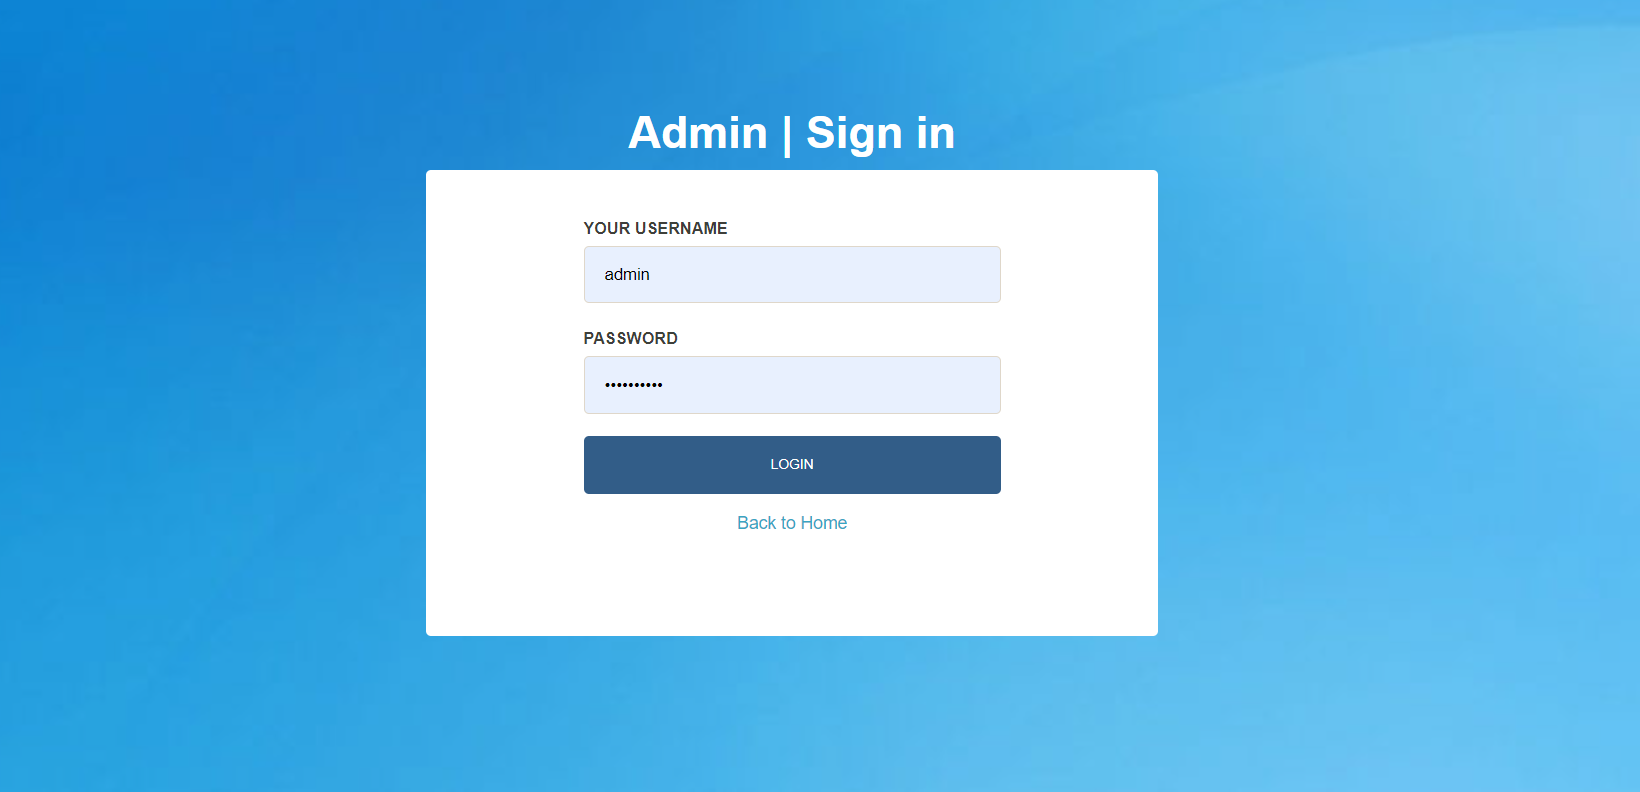 Admin | Sign in
YOUR USERNAME
admin
PASSWORD
••••••••••
LOGIN
Back to Home